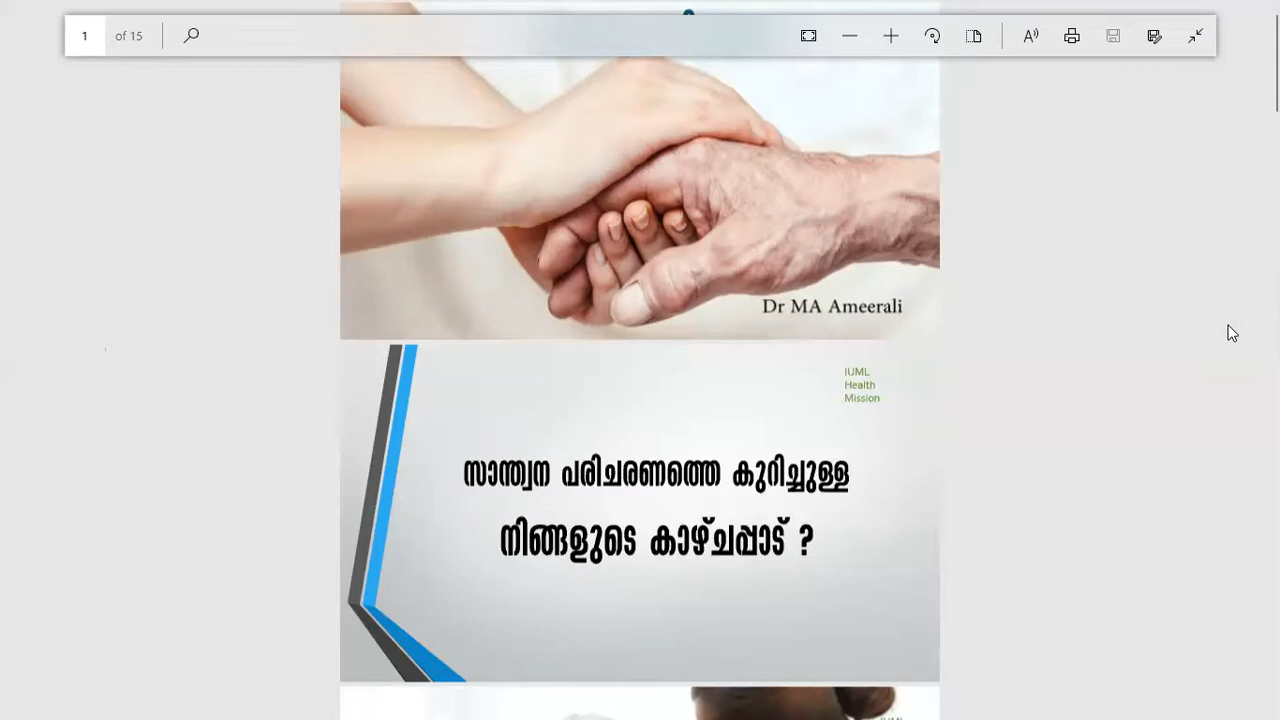 1 of 15
Dr MA Ameerali
IUML
Health
Mission
സാന്ത്വന പരിചരണത്തെ കുറിച്ചുള്ള
നിങ്ങളുടെ കാഴ്ചപ്പാട് ?